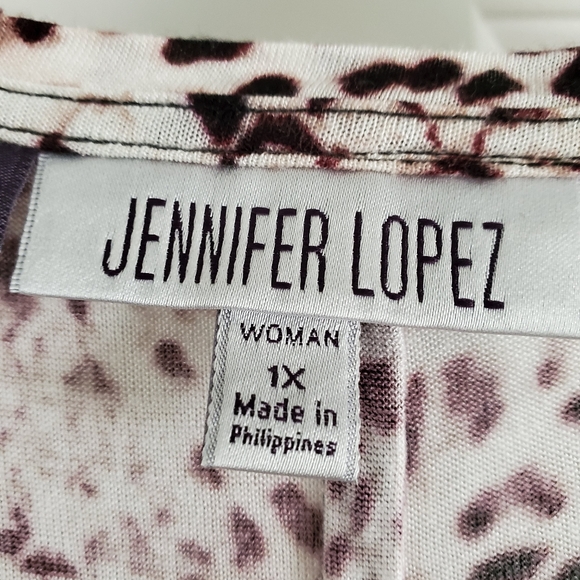 JENNIFER LOPEZ
WOMAN
1X
Made in
Philippines